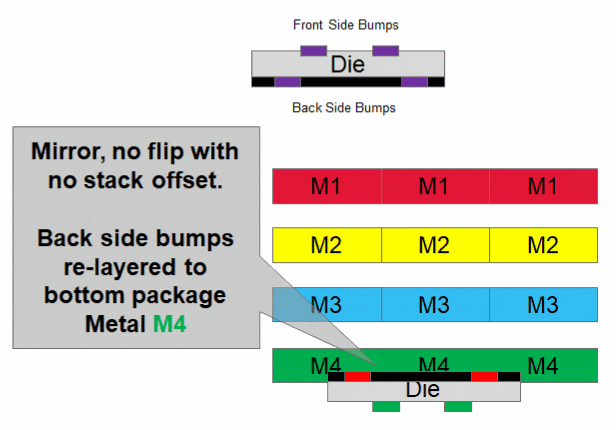 Front Side Bumps
Die
Back Side Bumps
Mirror, no flip with
no stack offset.
Back side bumps
re-layered to
bottom package
Metal M4
M1 M1 M1
M2 M2 M2
M3 M3 M3
M4 M4 M4
Die